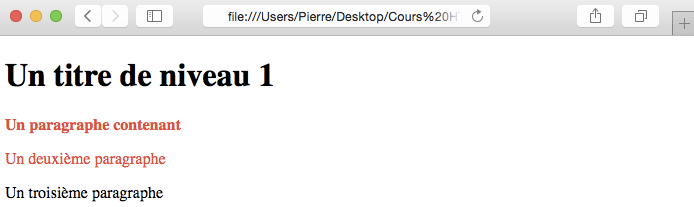 file:///Users/Pierre/Desktop/Cours%20H
Un titre de niveau 1
Un paragraphe contenant
Un deuxième paragraphe
Un troisième paragraphe